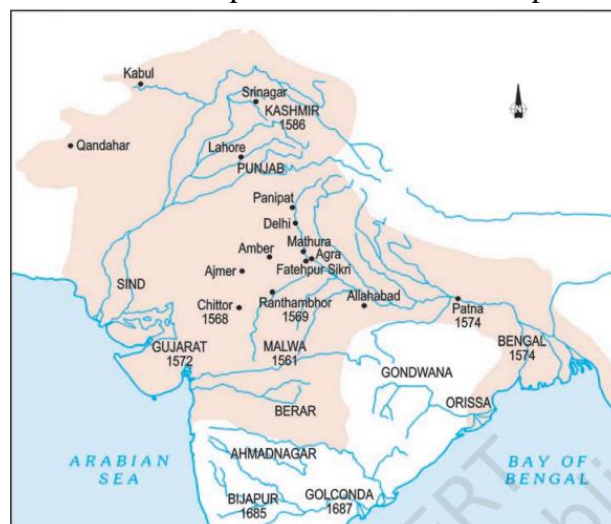 Kabul
Srinagar
KASHMIR
1586
N
Qandahar
Lahore
PUNJAB
Panipat
Delhi
Mathura
Amber
Agra
Ajmer
Fatehpur Sikri
SIND
Chittor
1568
Ranthambhor
1569
Allahabad
Patna
1574
GUJARAT
1572
MALWA
1561
BENGAL
1574
GONDWANA
BERAR
ORISSA
AHMADNAGAR
ARABIAN
SEA
BAY OF
BENGAL
BIJAPUR
1685
GOLCONDA
1687